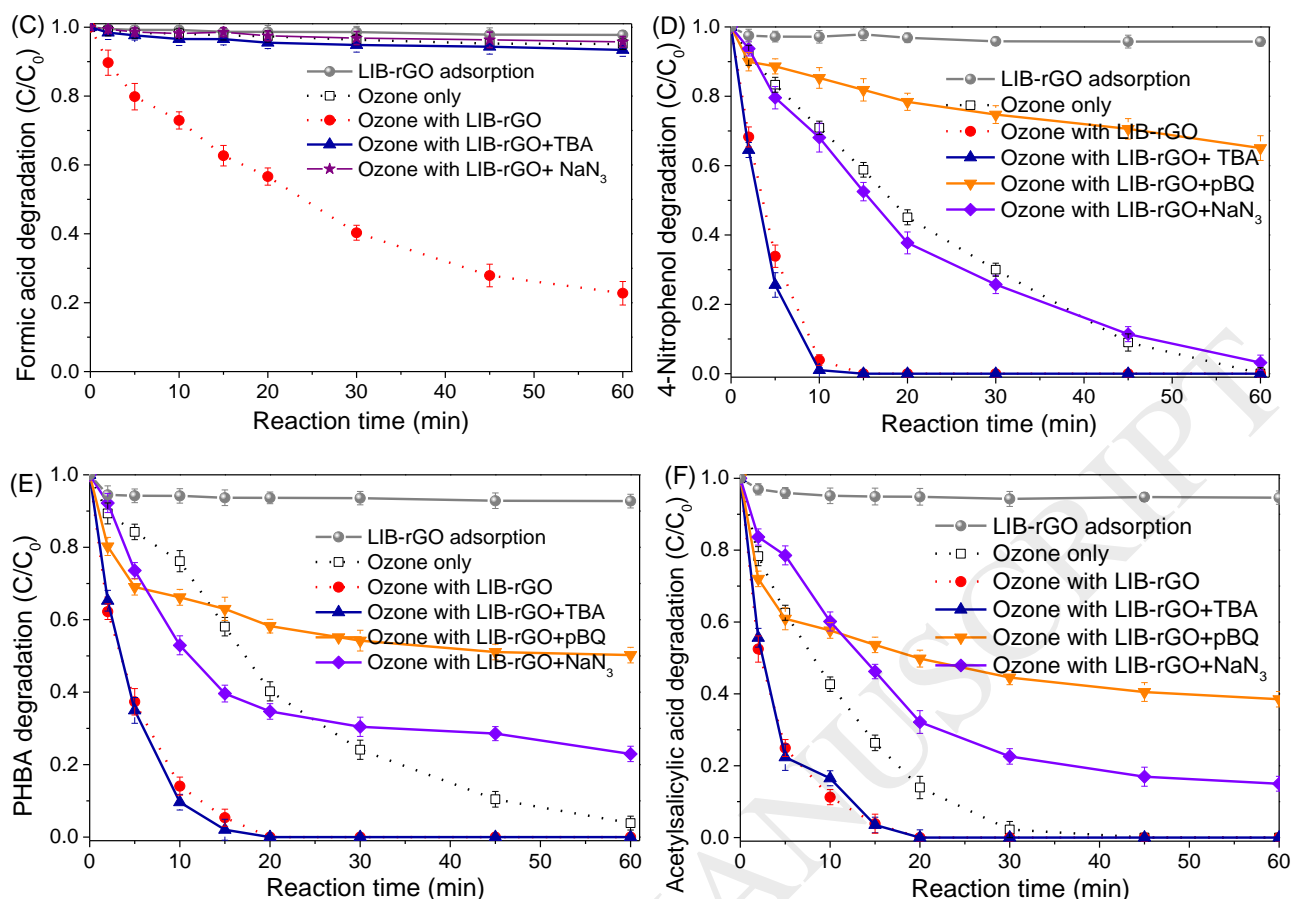 (C)
1.0
0.8
0.6
0.4
0.2
0.0
Formic acid degradation (C/C0)
LIB-rGO adsorption
Ozone only
Ozone with LIB-rGO
Ozone with LIB-rGO+TBA
Ozone with LIB-rGO+ NaN3
0 10 20 30 40 50 60
Reaction time (min)
(D)
1.0
0.8
0.6
0.4
0.2
0.0
4-Nitrophenol degradation (C/C0)
LIB-rGO adsorption
Ozone only
Ozone with LIB-rGO
Ozone with LIB-rGO+ TBA
Ozone with LIB-rGO+pBQ
Ozone with LIB-rGO+NaN3
0 10 20 30 40 50 60
Reaction time (min)
(E)
1.0
0.8
0.6
0.4
0.2
0.0
PHBA degradation (C/C0)
LIB-rGO adsorption
Ozone only
Ozone with LIB-rGO
Ozone with LIB-rGO+TBA
Ozone with LIB-rGO+pBQ
Ozone with LIB-rGO+NaN3
0 10 20 30 40 50 60
Reaction time (min)
(F)
1.0
0.8
0.6
0.4
0.2
0.0
Acetylsalicylic acid degradation (C/C0)
LIB-rGO adsorption
Ozone only
Ozone with LIB-rGO
Ozone with LIB-rGO+TBA
Ozone with LIB-rGO+pBQ
Ozone with LIB-rGO+NaN3
0 10 20 30 40 50 60
Reaction time (min)
ANUSCRIPT